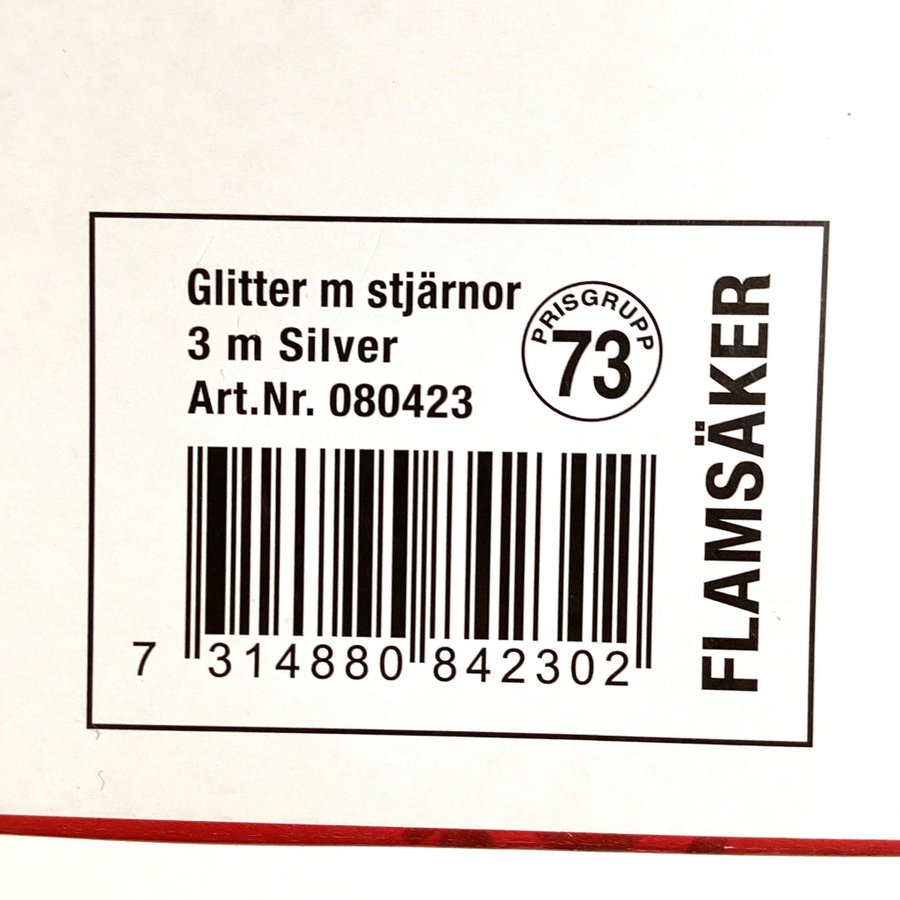 Glitter m stjärnor
3 m Silver
Art.Nr. 080423
PRISGRUPP
73
FLAMSÄKER
7 314880 842302